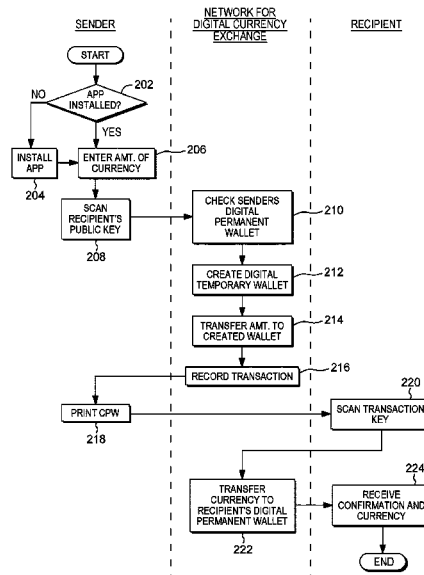 SENDER
NETWORK FOR
DIGITAL CURRENCY
EXCHANGE
RECIPIENT
START
202
NO
APP
INSTALLED?
YES
206
INSTALL
APP
204
ENTER AMT. OF
CURRENCY
SCAN
RECIPIENT'S
PUBLIC KEY
208
CHECK SENDERS
DIGITAL
PERMANENT
WALLET
210
CREATE DIGITAL
TEMPORARY WALLET
212
TRANSFER AMT. TO
CREATED WALLET
214
RECORD TRANSACTION
216
PRINT CPW
218
220
SCAN TRANSACTION
KEY
TRANSFER
CURRENCY TO
RECIPIENT'S DIGITAL
PERMANENT WALLET
222
224
RECEIVE
CONFIRMATION AND
CURRENCY
END